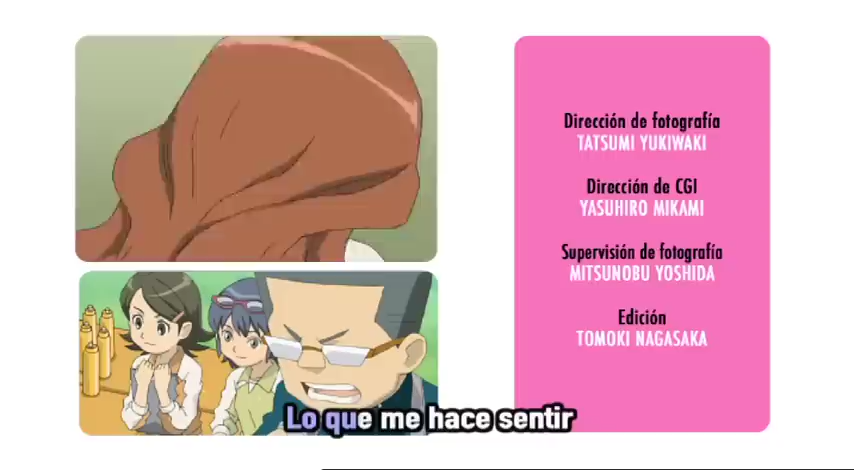 Dirección de fotografía
TATSUMI YUKIWAKI
Dirección de CGI
YASUHIRO MIKAMI
Supervisión de fotografía
MITSUNOBU YOSHIDA
Edición
TOMOKI NAGASAKA
Lo que me hace sentir